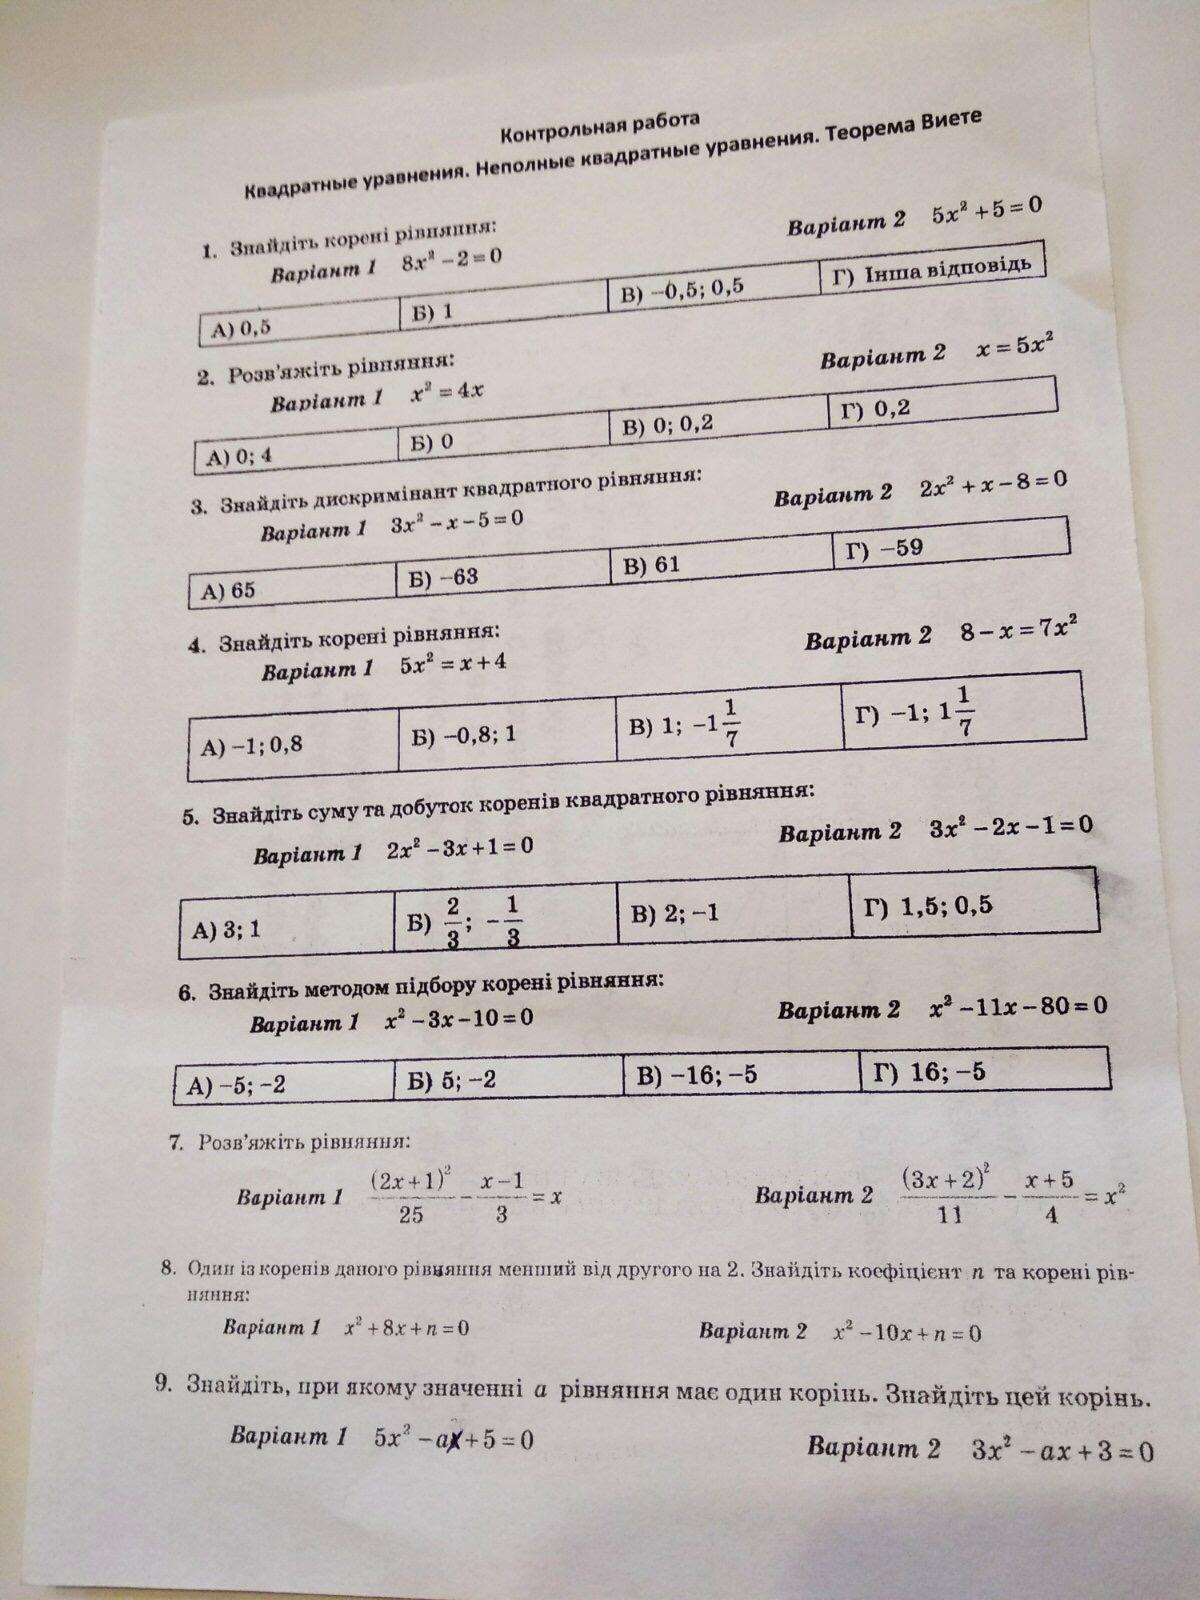 Контрольная работа
Квадратные уравнения. Неполные квадратные уравнения. Теорема Виете
1. Знайдіть корені рівняння:
Варіант 1 8x² − 2 = 0 Варіант 2 5x² + 5 = 0
А) 0,5 Б) 1 В) −0,5; 0,5 Г) Інша відповідь
2. Розв'яжіть рівняння:
Варіант 1 x² = 4x Варіант 2 x = 5x²
А) 0; 4 Б) 0 В) 0; 0,2 Г) 0,2
3. Знайдіть дискримінант квадратного рівняння:
Варіант 1 3x² − x − 5 = 0 Варіант 2 2x² + x − 8 = 0
А) 65 Б) −63 В) 61 Г) −59
4. Знайдіть корені рівняння:
Варіант 1 5x² = x + 4 Варіант 2 8 − x = 7x²
А) −1; 0,8 Б) −0,8; 1 В) 1; −1 1/7 Г) −1; 1 1/7
5. Знайдіть суму та добуток коренів квадратного рівняння:
Варіант 1 2x² − 3x + 1 = 0 Варіант 2 3x² − 2x − 1 = 0
А) 3; 1 Б) 2/3; −1/3 В) 2; −1 Г) 1,5; 0,5
6. Знайдіть методом підбору корені рівняння:
Варіант 1 x² − 3x − 10 = 0 Варіант 2 x² − 11x − 80 = 0
А) −5; −2 Б) 5; −2 В) −16; −5 Г) 16; −5
7. Розв'яжіть рівняння:
Варіант 1 (2x + 1)²/25 − (x − 1)/3 = x Варіант 2 (3x + 2)²/11 − (x + 5)/4 = x²
8. Один із коренів даного рівняння менший від другого на 2. Знайдіть коефіцієнт n та корені рів-
няння:
Варіант 1 x² + 8x + n = 0 Варіант 2 x² − 10x + n = 0
9. Знайдіть, при якому значенні a рівняння має один корінь. Знайдіть цей корінь.
Варіант 1 5x² − ax + 5 = 0 Варіант 2 3x² − ax + 3 = 0